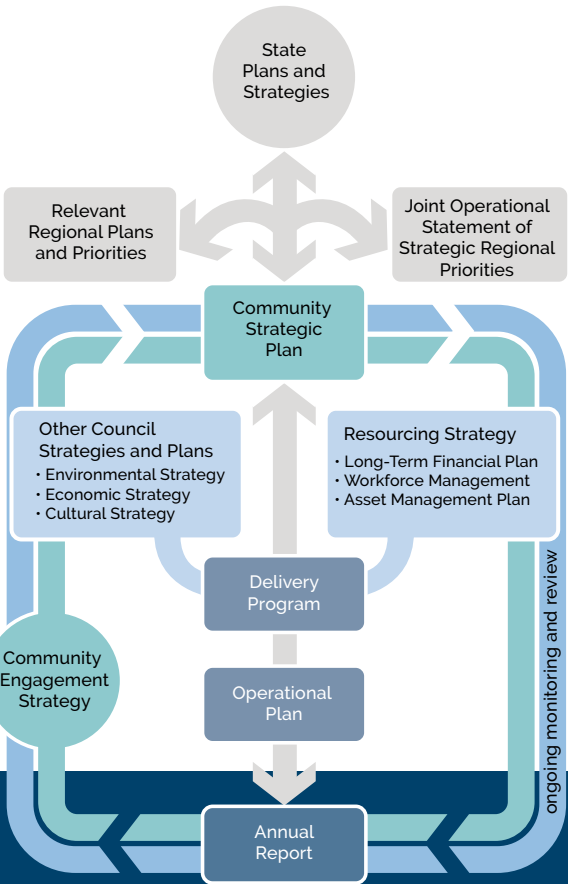 State
Plans and
Strategies
Relevant
Regional Plans
and Priorities
Joint Operational
Statement of
Strategic Regional
Priorities
Community
Strategic
Plan
Other Council
Strategies and Plans
• Environmental Strategy
• Economic Strategy
• Cultural Strategy
Resourcing Strategy
• Long-Term Financial Plan
• Workforce Management
• Asset Management Plan
Delivery
Program
Community
Engagement
Strategy
Operational
Plan
ongoing monitoring and review
Annual
Report